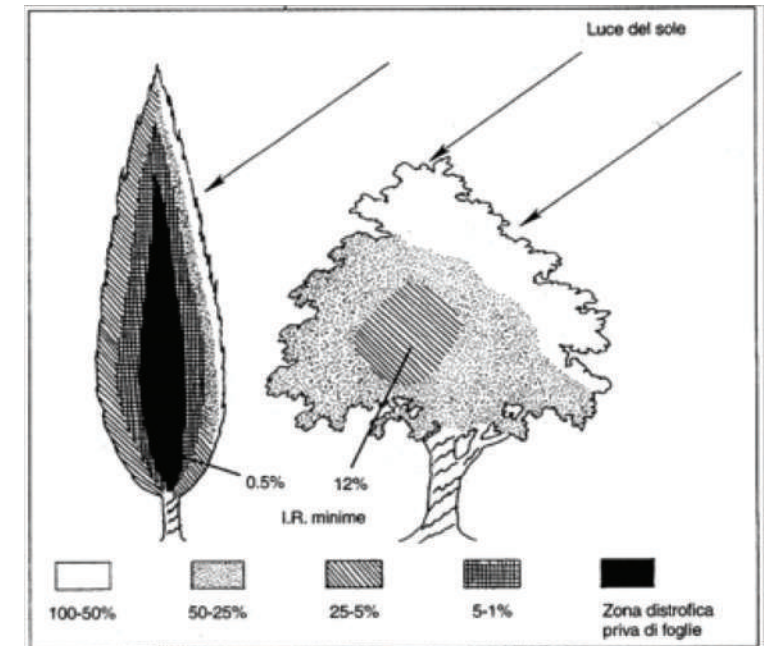 Luce del sole
0.5%
12%
I.R. minime
100-50%
50-25%
25-5%
5-1%
Zona distrofica
priva di foglie